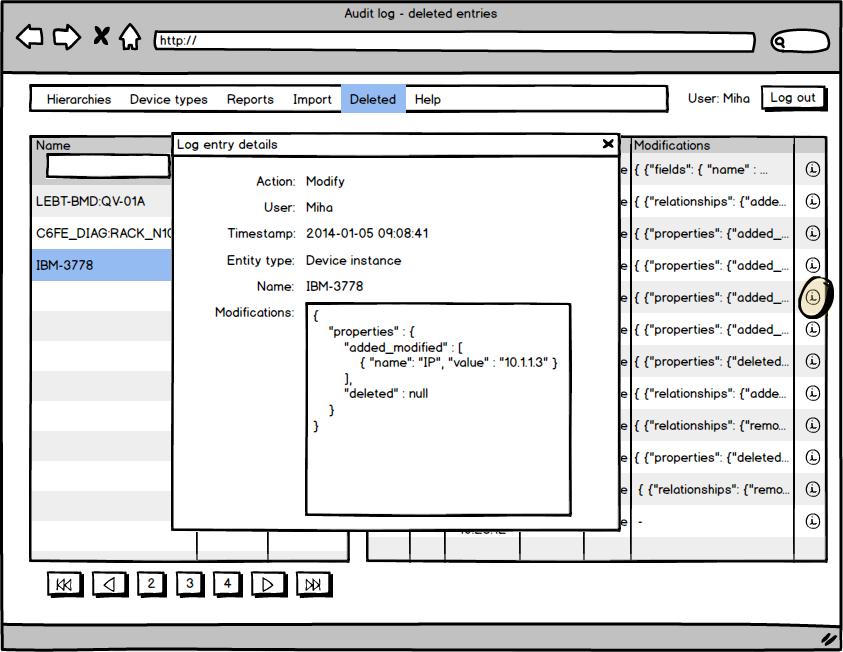 Audit log - deleted entries
http://
Hierarchies Device types Reports Import Deleted Help
User: Miha
Log out
Name
LEBT-BMD:QV-01A
C6FE_DIAG:RACK_N10
IBM-3778
Log entry details
Action: Modify
User: Miha
Timestamp: 2014-01-05 09:08:41
Entity type: Device instance
Name: IBM-3778
Modifications:
{
"properties" : {
"added_modified" : [
{ "name": "IP", "value" : "10.1.1.3" }
],
"deleted" : null
}
}
Modifications
e { {"fields": { "name" : ...
e { {"relationships": {"adde...
e { {"properties": {"added_...
e { {"properties": {"added_...
e { {"properties": {"added_...
e { {"properties": {"added_...
e { {"properties": {"deleted...
e { {"relationships": {"adde...
e { {"relationships": {"remo...
e { {"properties": {"deleted...
e { {"relationships": {"remo...
e -
2 3 4